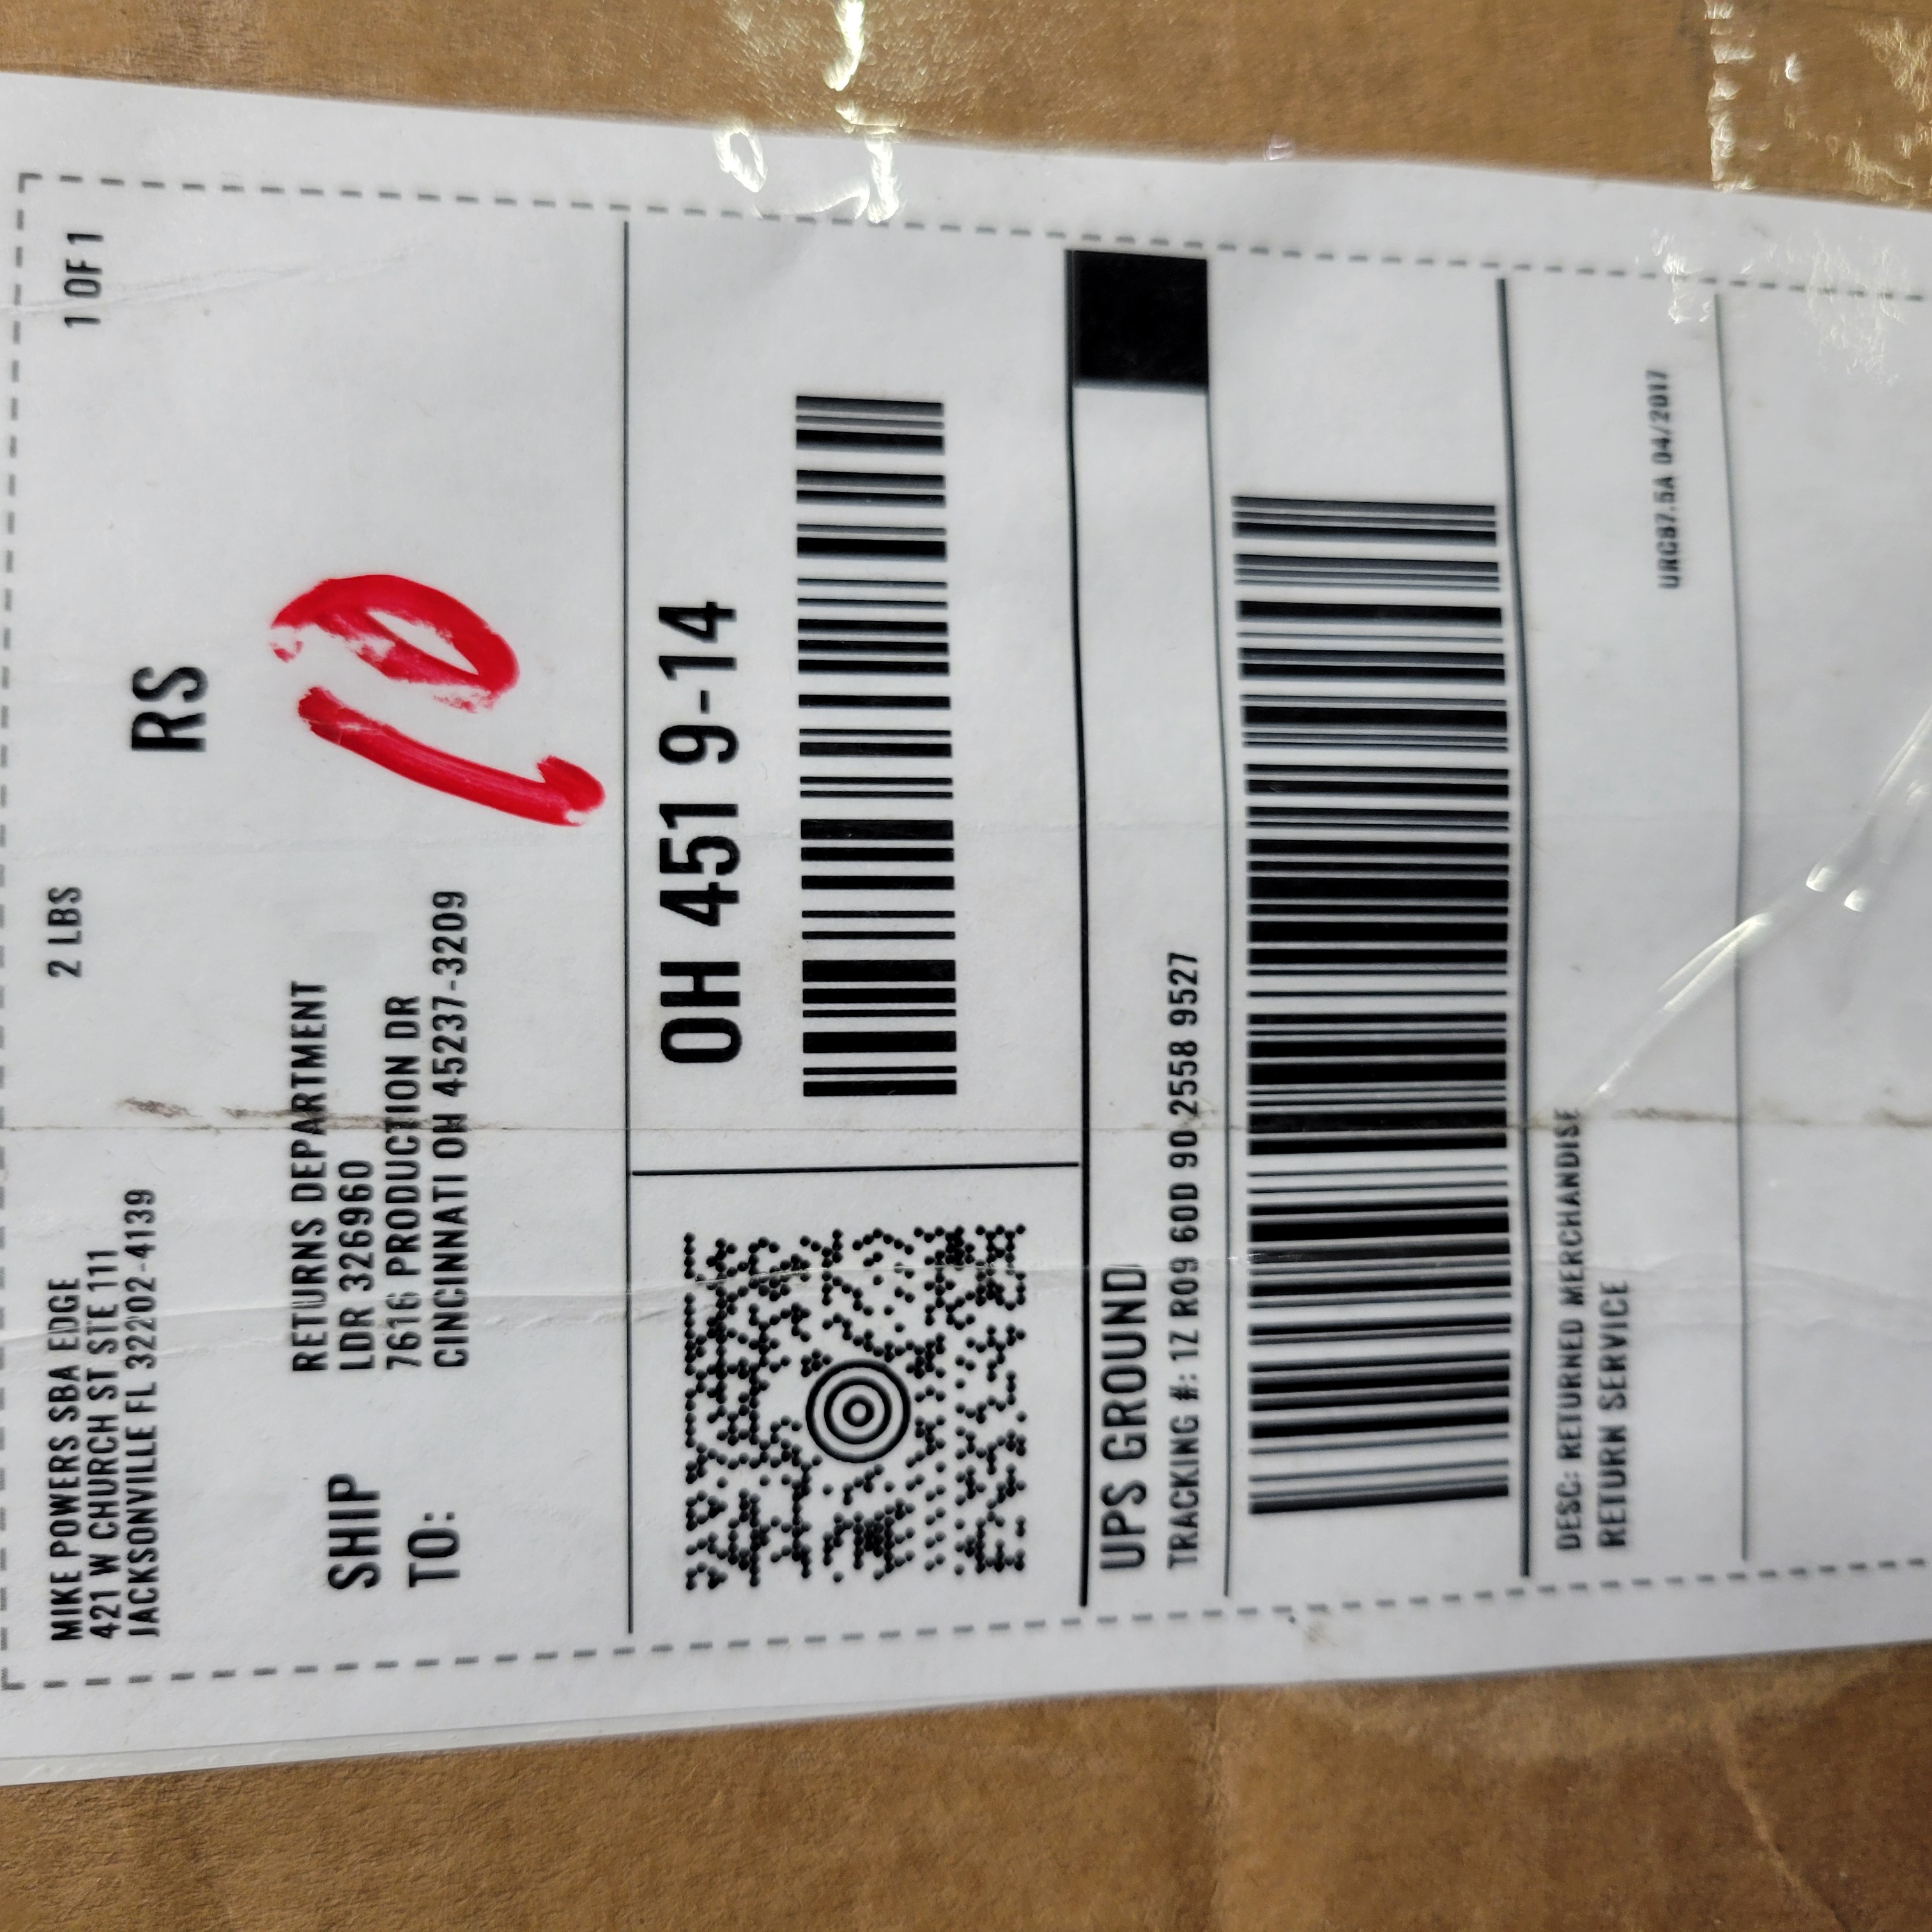 MIKE POWERS SBA EDGE
421 W CHURCH ST STE 111
JACKSONVILLE FL 32202-4139
2 LBS
1 OF 1
RS
SHIP
TO:
RETURNS DEPARTMENT
LDR 326960
7616 PRODUCTION DR
CINCINNATI OH 45237-3209
OH 451 9-14
UPS GROUND
TRACKING #: 1Z R09 60D 90 2558 9527
DESC: RETURNED MERCHANDISE
RETURN SERVICE
URC37.5A 04/2017